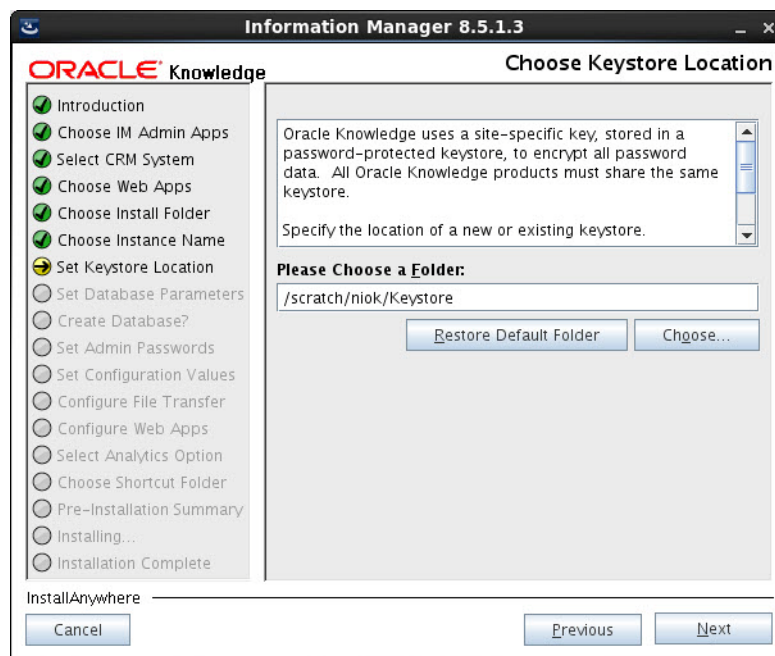 Information Manager 8.5.1.3
ORACLE Knowledge
Choose Keystore Location
Introduction
Choose IM Admin Apps
Select CRM System
Choose Web Apps
Choose Install Folder
Choose Instance Name
Set Keystore Location
Set Database Parameters
Create Database?
Set Admin Passwords
Set Configuration Values
Configure File Transfer
Configure Web Apps
Select Analytics Option
Choose Shortcut Folder
Pre-Installation Summary
Installing...
Installation Complete
Oracle Knowledge uses a site-specific key, stored in a
password-protected keystore, to encrypt all password
data. All Oracle Knowledge products must share the same
keystore.
Specify the location of a new or existing keystore.
Please Choose a Folder:
/scratch/niok/Keystore
Restore Default Folder
Choose...
InstallAnywhere
Cancel
Previous
Next